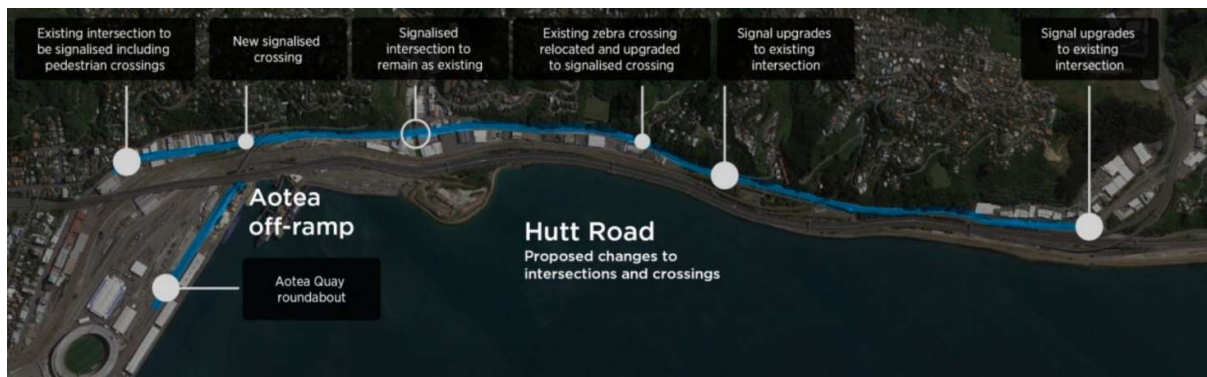 Existing intersection to
be signalised including
pedestrian crossings
New signalised
crossing
Signalised
intersection to
remain as existing
Existing zebra crossing
relocated and upgraded
to signalised crossing
Signal upgrades
to existing
intersection
Signal upgrades
to existing
intersection
Aotea
off-ramp
Hutt Road
Proposed changes to
intersections and crossings
Aotea Quay
roundabout